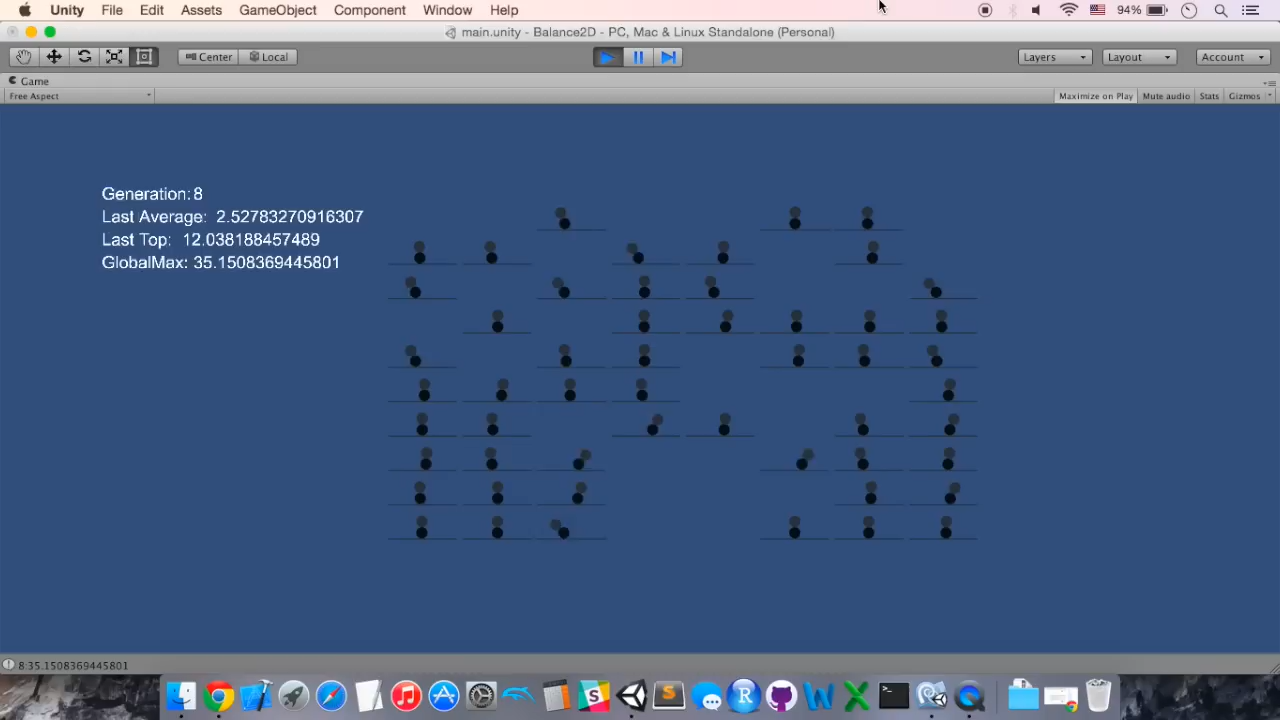 Unity File Edit Assets GameObject Component Window Help 94%
main.unity - Balance2D - PC, Mac & Linux Standalone (Personal)
Center Local Layers Layout Account
Game
Free Aspect Maximize on Play Mute audio Stats Gizmos
Generation: 8
Last Average: 2.52783270916307
Last Top: 12.038188457489
GlobalMax: 35.1508369445801
8:35.1508369445801